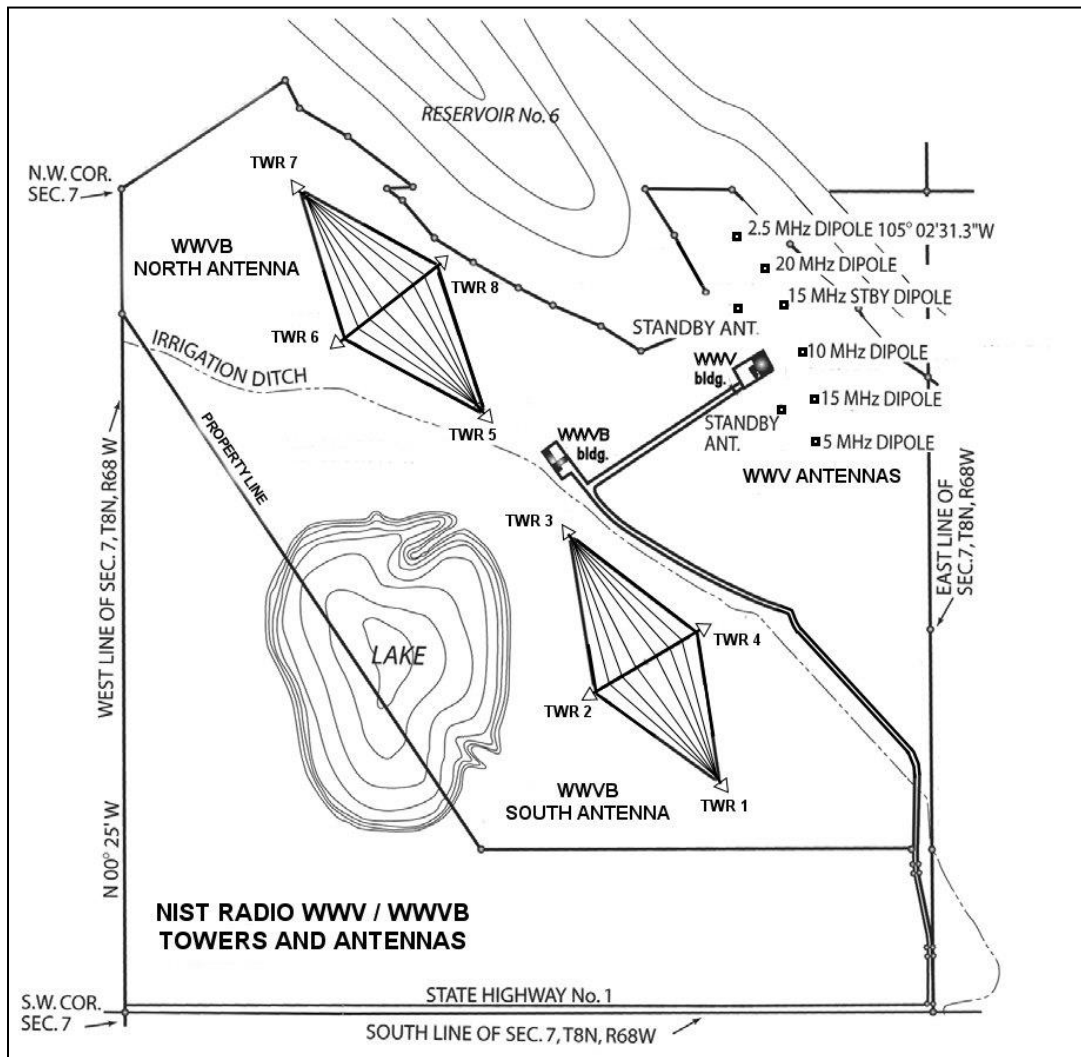 RESERVOIR No. 6
N.W. COR.
SEC. 7
TWR 7
WWVB
NORTH ANTENNA
TWR 8
TWR 6
TWR 5
2.5 MHz DIPOLE 105° 02'31.3"W
20 MHz DIPOLE
15 MHz STBY DIPOLE
STANDBY ANT.
10 MHz DIPOLE
WWV
bldg.
15 MHz DIPOLE
STANDBY
ANT.
5 MHz DIPOLE
WWV ANTENNAS
IRRIGATION DITCH
PROPERTY LINE
WWVB
bldg.
WEST LINE OF SEC. 7, T8N, R68 W
EAST LINE OF
SEC.7, T8N, R68W
TWR 3
TWR 4
TWR 2
TWR 1
LAKE
WWVB
SOUTH ANTENNA
N 00° 25' W
NIST RADIO WWV / WWVB
TOWERS AND ANTENNAS
STATE HIGHWAY No. 1
S.W. COR.
SEC. 7
SOUTH LINE OF SEC. 7, T8N, R68W